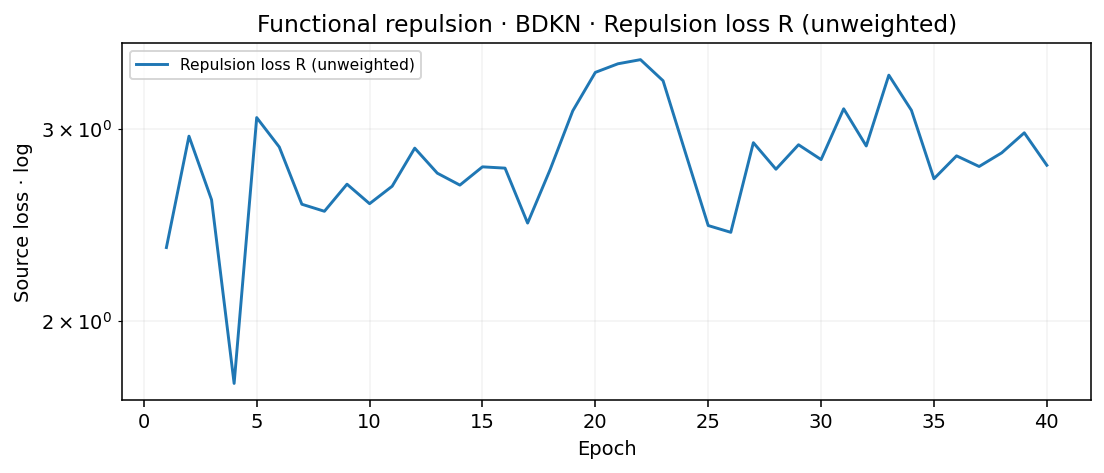 Functional repulsion · BDKN · Repulsion loss R (unweighted)
Repulsion loss R (unweighted)
Source loss · log
3 × 10⁰
2 × 10⁰
0 5 10 15 20 25 30 35 40
Epoch